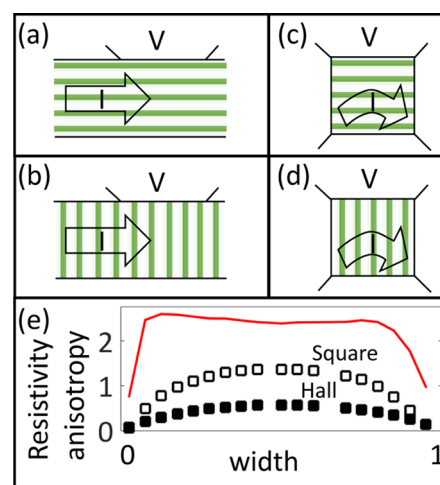 (a) V
I
(c) V
I
(b) V
I
(d) V
I
(e)
Resistivity
anisotropy
2
1
0
Square
Hall
0 width 1